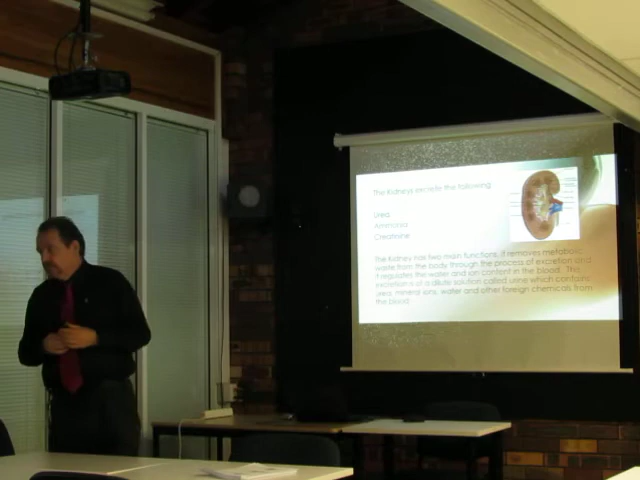 The Kidneys excrete the following
Urea
Ammonia
Creatinine
The Kidney has two main functions. It removes metabolic
waste from the body through the process of excretion and
it regulates the water and ion content in the blood. The
excretion is of a dilute solution called urine which contains
urea, mineral ions, water and other foreign chemicals from
the blood